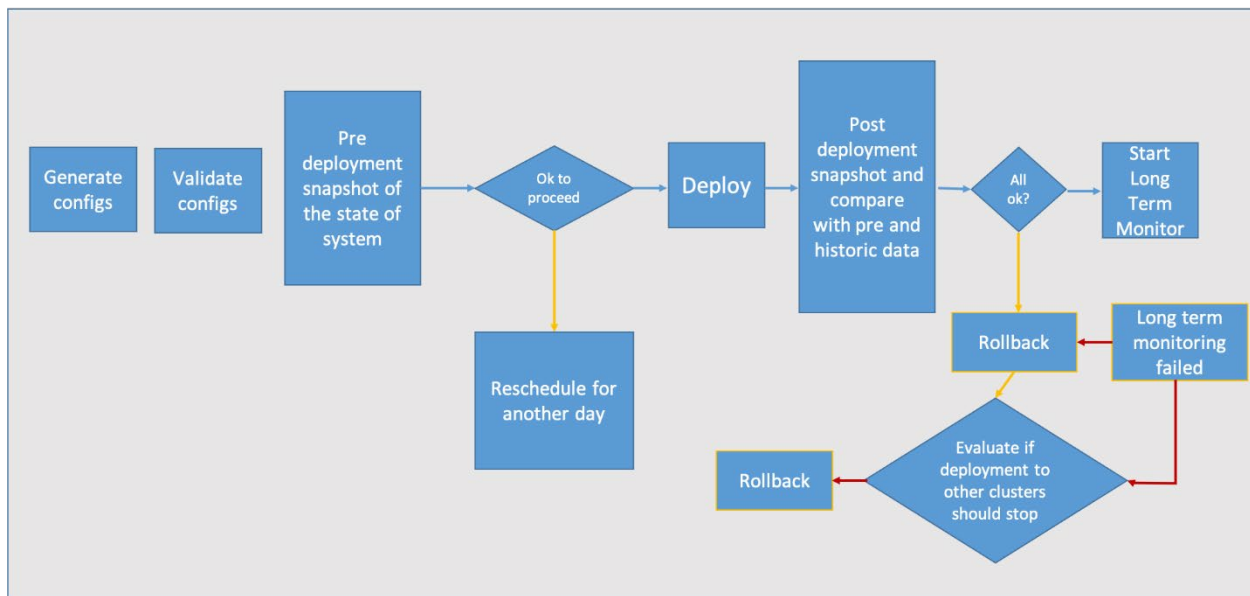 Generate
configs
Validate
configs
Pre
deployment
snapshot of
the state of
system
Ok to
proceed
Deploy
Post
deployment
snapshot and
compare
with pre and
historic data
All
ok?
Start
Long
Term
Monitor
Reschedule for
another day
Rollback
Long term
monitoring
failed
Evaluate if
deployment to
other clusters
should stop
Rollback